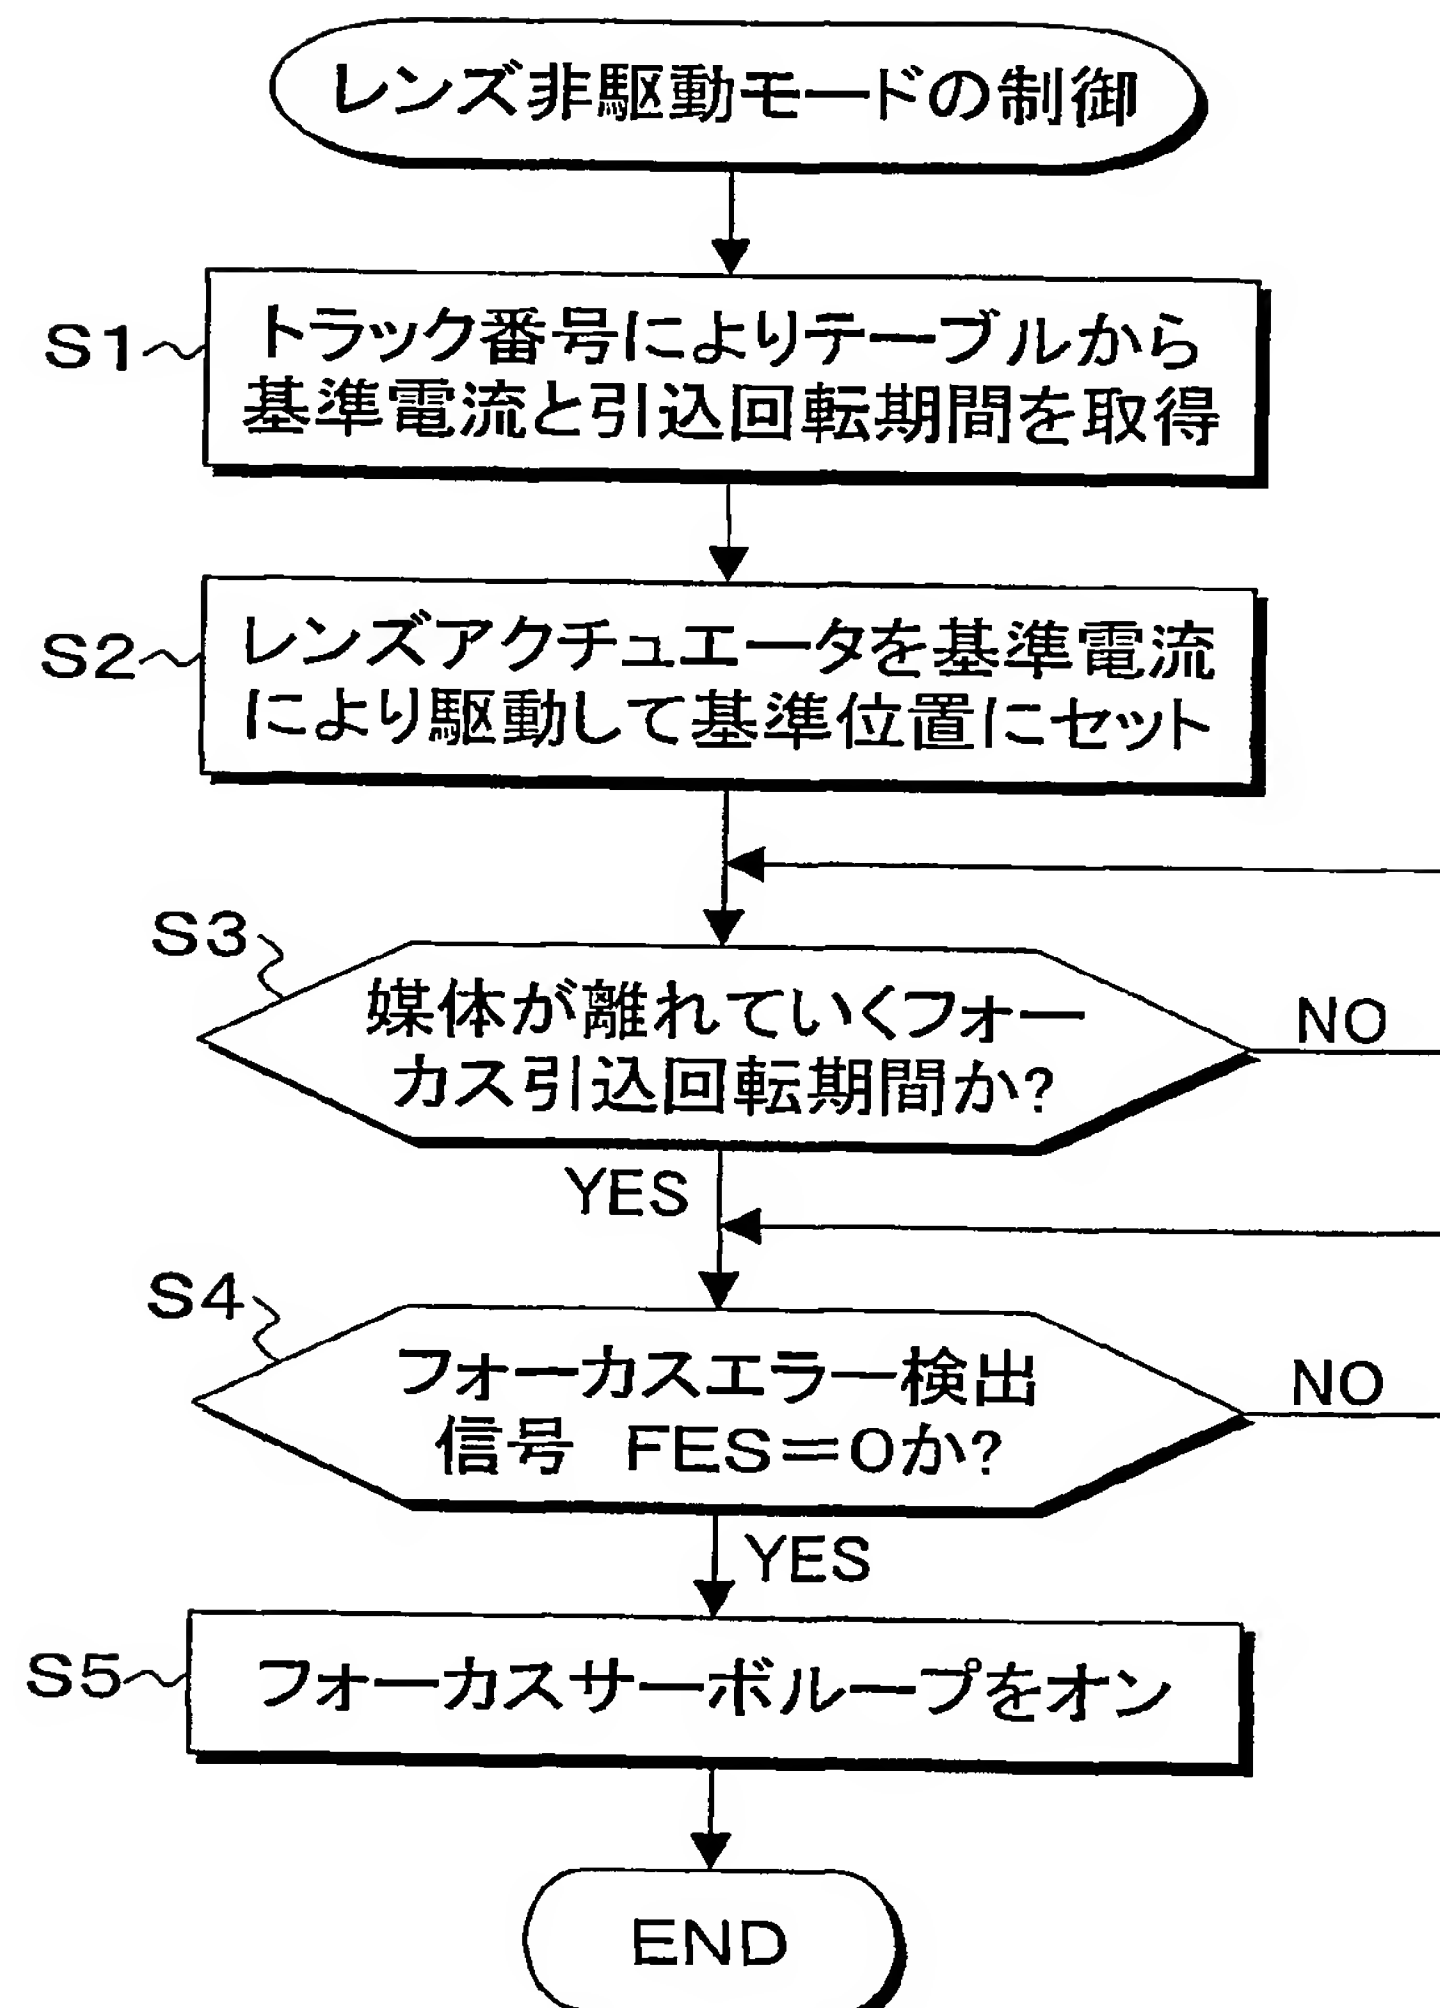 レンズ非駆動モードの制御
S1
トラック番号によりテーブルから
基準電流と引込回転期間を取得
S2
レンズアクチュエータを基準電流
により駆動して基準位置にセット
S3
媒体が離れていくフォー
カス引込回転期間か?
NO
YES
S4
フォーカスエラー検出
信号 FES=0か?
NO
YES
S5
フォーカスサーボループをオン
END